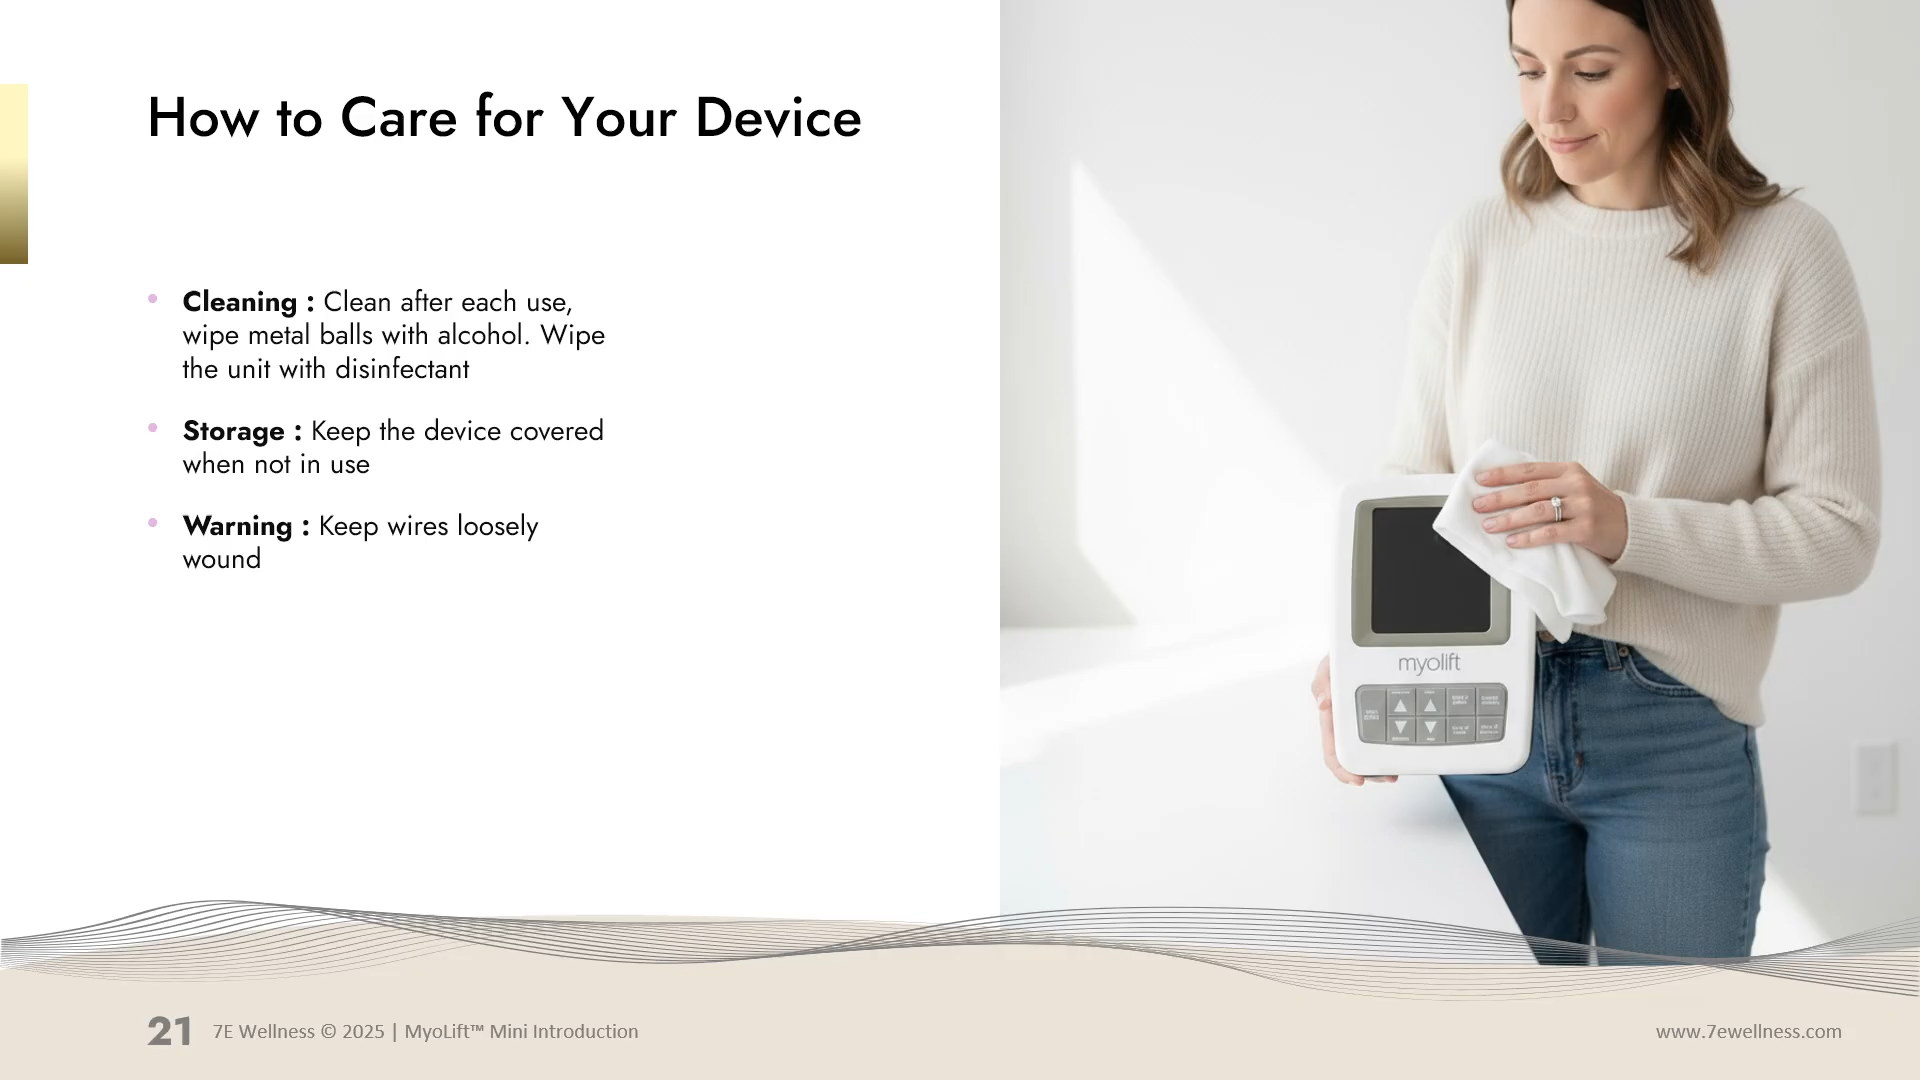 How to Care for Your Device
• Cleaning : Clean after each use,
wipe metal balls with alcohol. Wipe
the unit with disinfectant
• Storage : Keep the device covered
when not in use
• Warning : Keep wires loosely
wound
myolift
21 7E Wellness © 2025 | MyoLift™ Mini Introduction
www.7ewellness.com